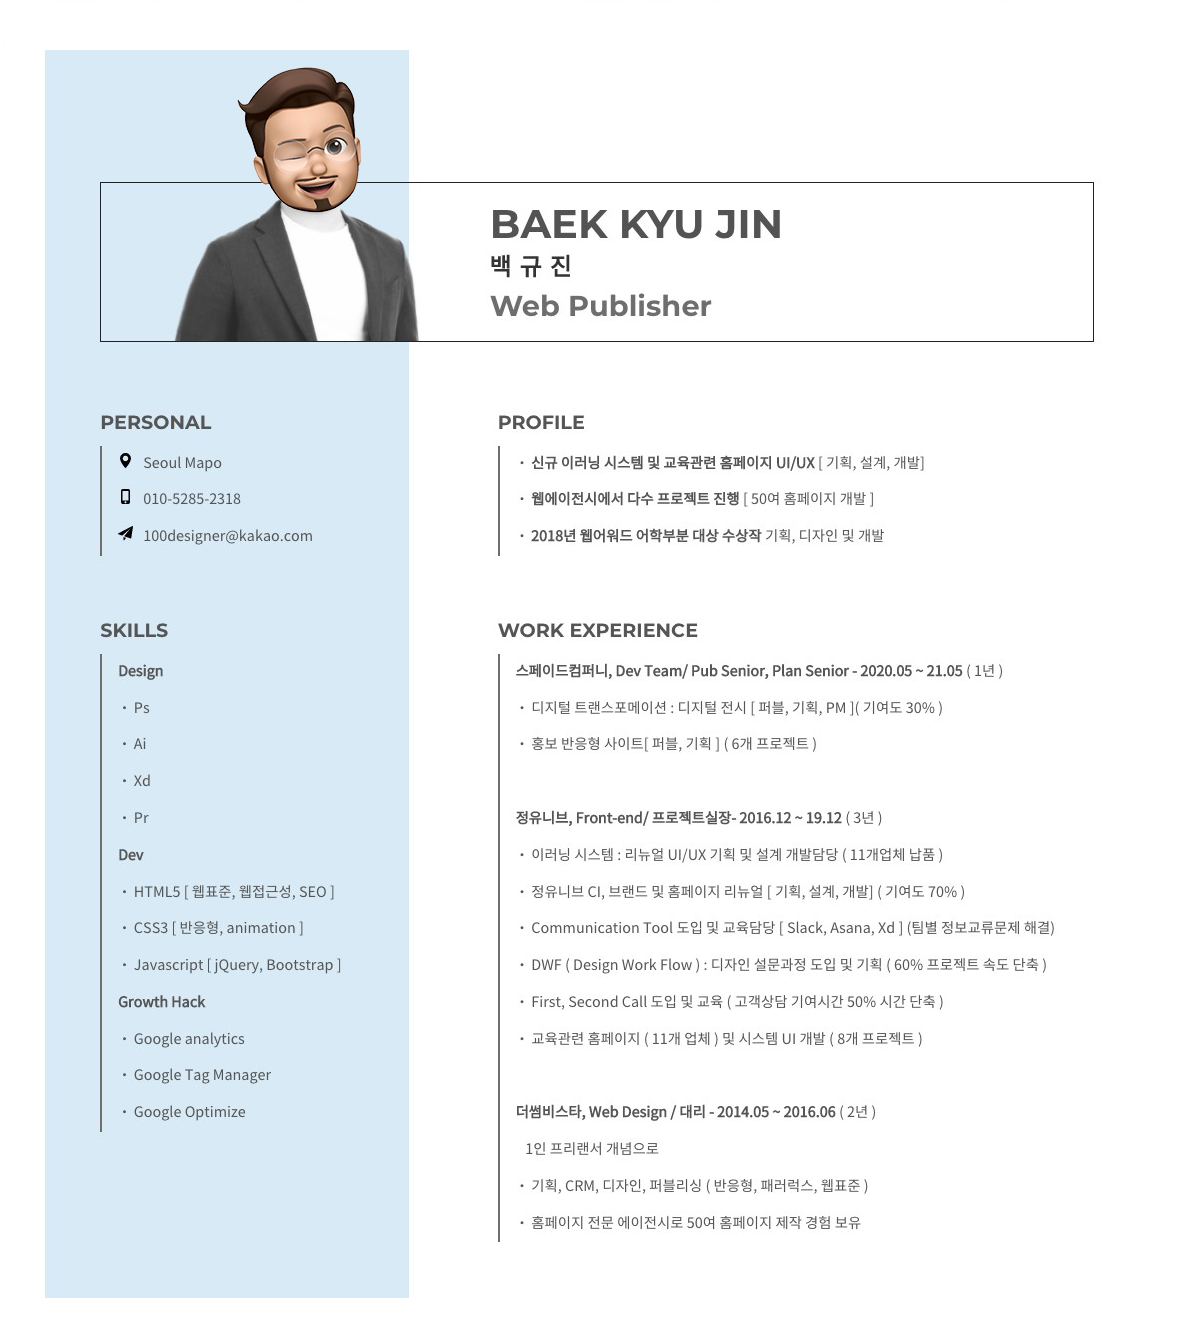 BAEK KYU JIN
백 규 진
Web Publisher
PERSONAL
Seoul Mapo
010-5285-2318
100designer@kakao.com
SKILLS
Design
· Ps
· Ai
· Xd
· Pr
Dev
· HTML5 [ 웹표준, 웹접근성, SEO ]
· CSS3 [ 반응형, animation ]
· Javascript [ jQuery, Bootstrap ]
Growth Hack
· Google analytics
· Google Tag Manager
· Google Optimize
PROFILE
· 신규 이러닝 시스템 및 교육관련 홈페이지 UI/UX [ 기획, 설계, 개발]
· 웹에이전시에서 다수 프로젝트 진행 [ 50여 홈페이지 개발 ]
· 2018년 웹어워드 어학부분 대상 수상작 기획, 디자인 및 개발
WORK EXPERIENCE
스페이드컴퍼니, Dev Team/ Pub Senior, Plan Senior - 2020.05 ~ 21.05 ( 1년 )
· 디지털 트랜스포메이션 : 디지털 전시 [ 퍼블, 기획, PM ]( 기여도 30% )
· 홍보 반응형 사이트[ 퍼블, 기획 ] ( 6개 프로젝트 )
정유니브, Front-end/ 프로젝트실장- 2016.12 ~ 19.12 ( 3년 )
· 이러닝 시스템 : 리뉴얼 UI/UX 기획 및 설계 개발담당 ( 11개업체 납품 )
· 정유니브 CI, 브랜드 및 홈페이지 리뉴얼 [ 기획, 설계, 개발] ( 기여도 70% )
· Communication Tool 도입 및 교육담당 [ Slack, Asana, Xd ] (팀별 정보교류문제 해결)
· DWF ( Design Work Flow ) : 디자인 설문과정 도입 및 기획 ( 60% 프로젝트 속도 단축 )
· First, Second Call 도입 및 교육 ( 고객상담 기여시간 50% 시간 단축 )
· 교육관련 홈페이지 ( 11개 업체 ) 및 시스템 UI 개발 ( 8개 프로젝트 )
더썸비스타, Web Design / 대리 - 2014.05 ~ 2016.06 ( 2년 )
1인 프리랜서 개념으로
· 기획, CRM, 디자인, 퍼블리싱 ( 반응형, 패러럭스, 웹표준 )
· 홈페이지 전문 에이전시로 50여 홈페이지 제작 경험 보유